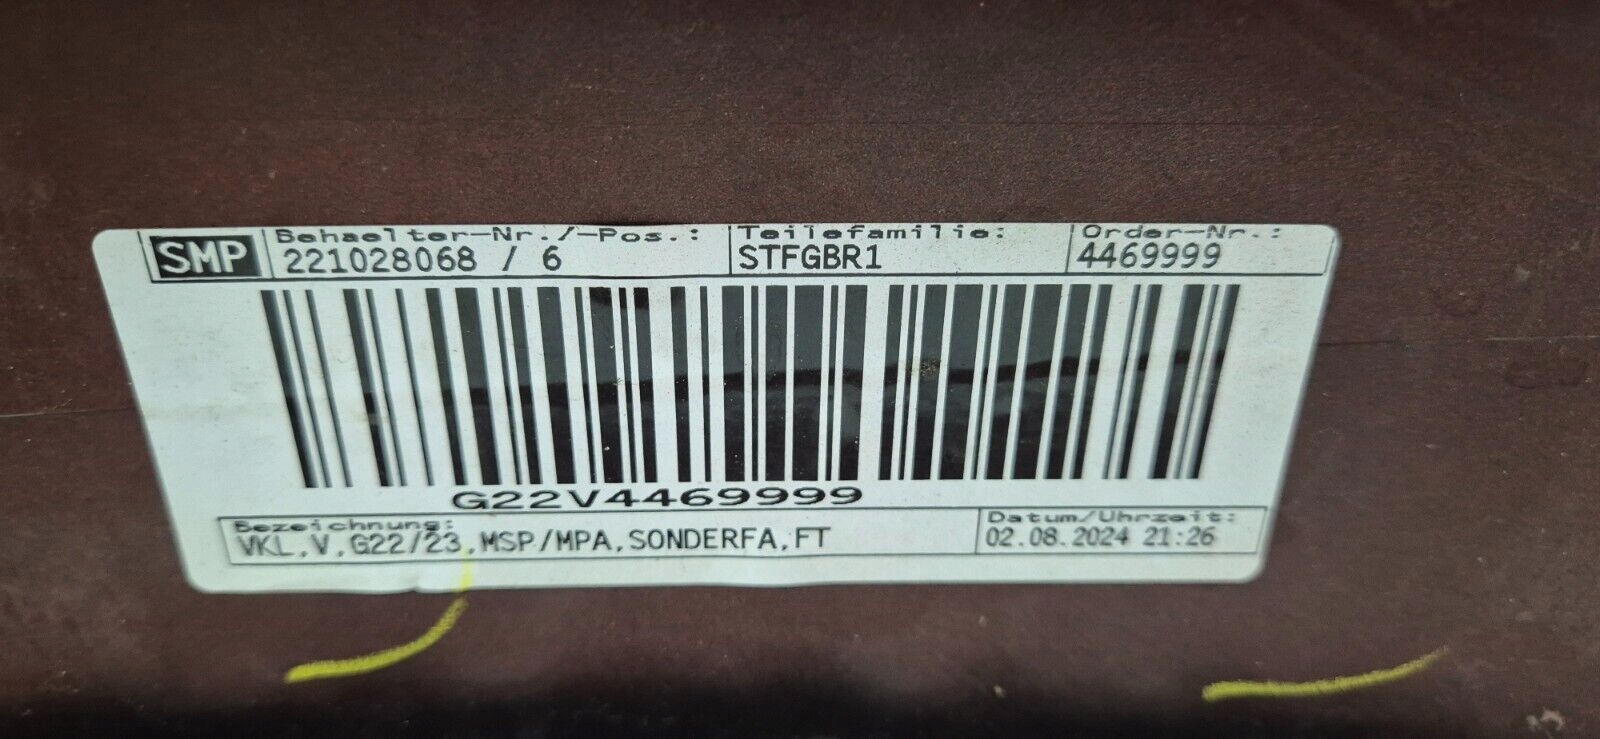 SMP
Behaelter-Nr./-Pos.: Teilefamilie: Order-Nr.:
221028068 / 6 STFGBR1 4469999
G22V4469999
Bezeichnung: Datum/Uhrzeit:
VKL,V,G22/23,MSP/MPA,SONDERFA,FT 02.08.2024 21:26